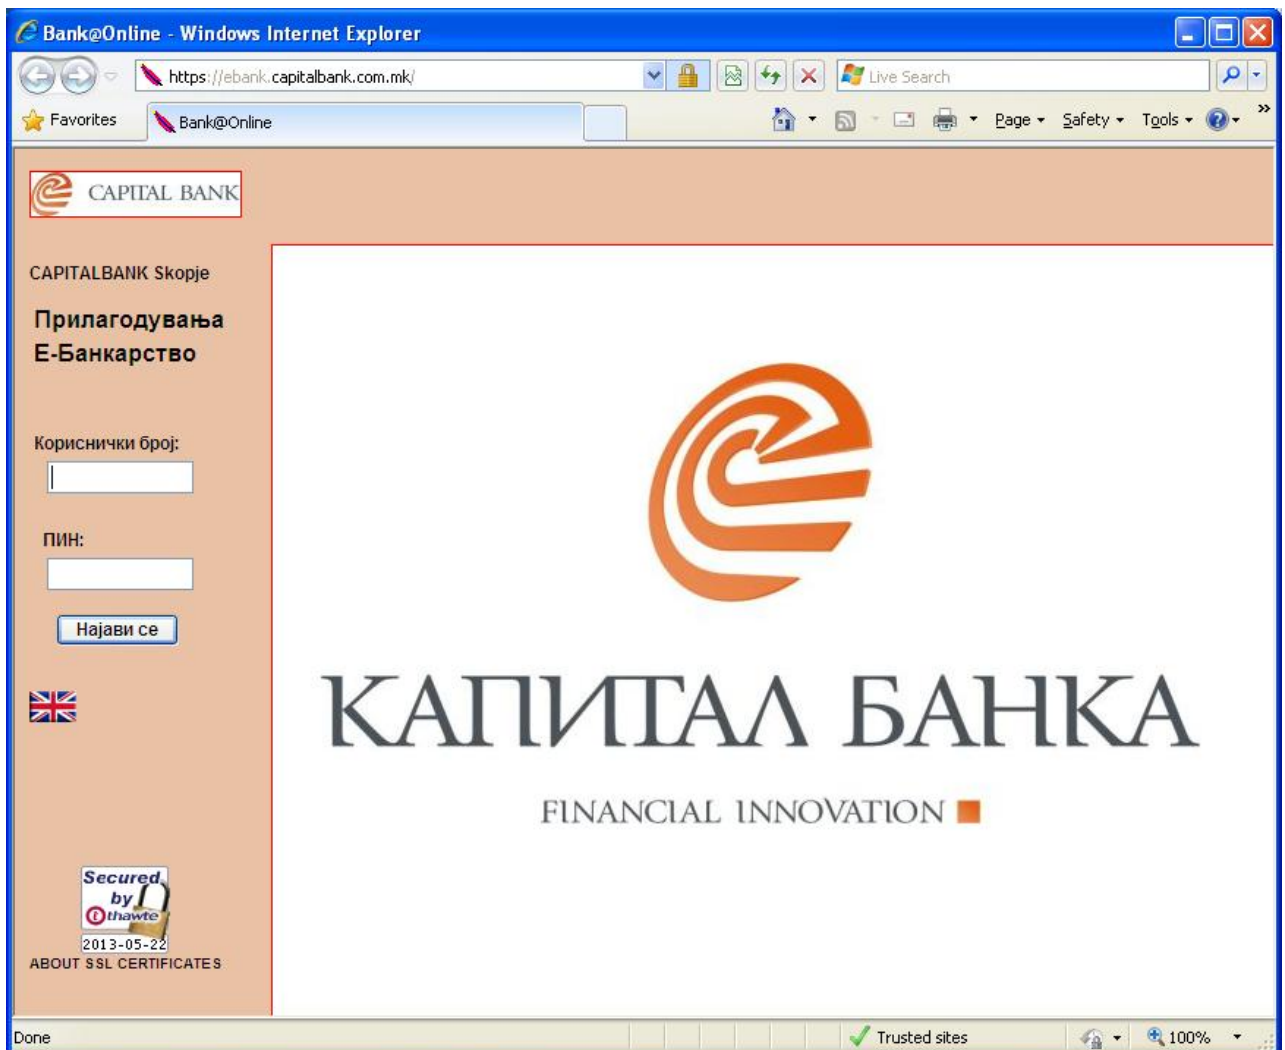 Bank@Online - Windows Internet Explorer
https://ebank.capitalbank.com.mk/
Live Search
Favorites
Bank@Online
Page
Safety
Tools
»
CAPITAL BANK
CAPITALBANK Skopje
Прилагодувања
Е-Банкарство
Кориснички број:
ПИН:
Најави се
КАПИТАЛ БАНКА
FINANCIAL INNOVATION
Secured
by
thawte
2013-05-22
ABOUT SSL CERTIFICATES
Done
Trusted sites
100%